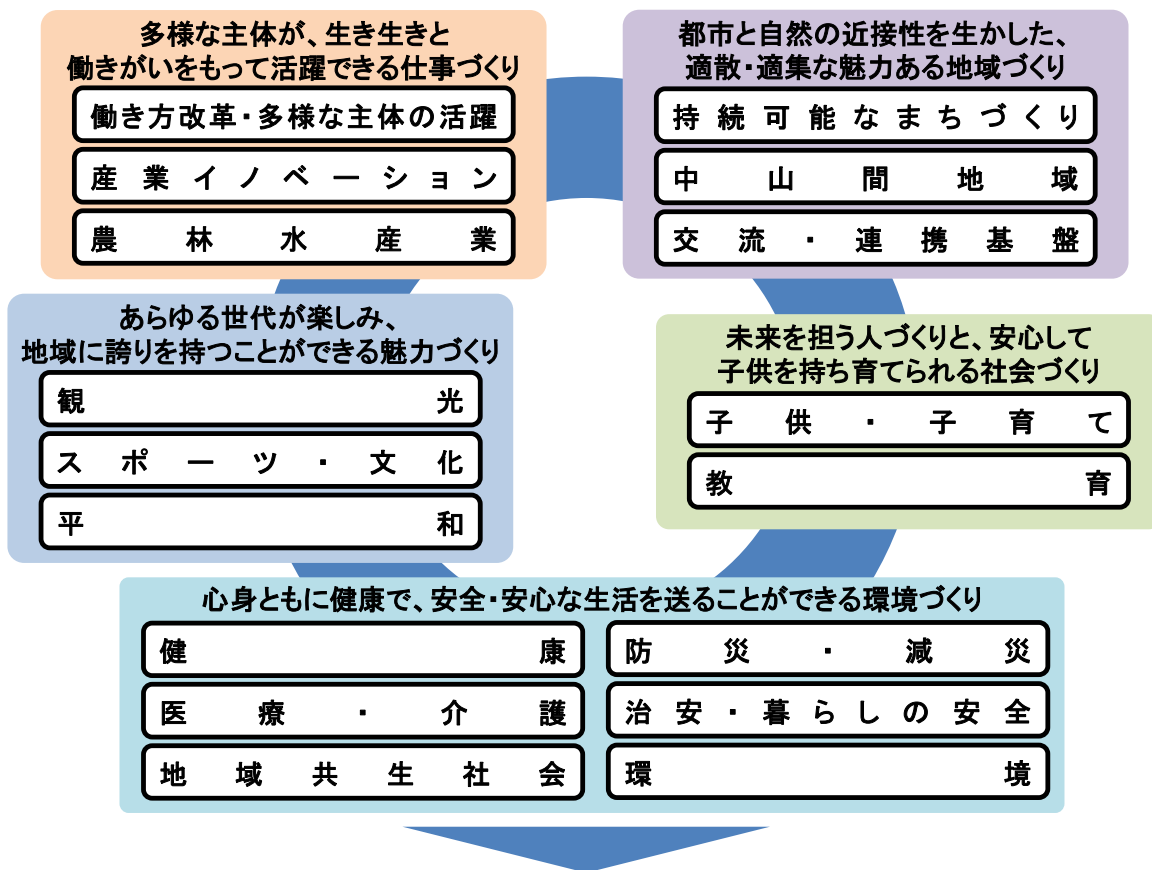 多様な主体が、生き生きと
働きがいをもって活躍できる仕事づくり
働き方改革・多様な主体の活躍
産業イノベーション
農林水産業
都市と自然の近接性を生かした、
適散・適集な魅力ある地域づくり
持続可能なまちづくり
中山間地域
交流・連携基盤
あらゆる世代が楽しみ、
地域に誇りを持つことができる魅力づくり
観光
スポーツ・文化
平和
未来を担う人づくりと、安心して
子供を持ち育てられる社会づくり
子供・子育て
教育
心身ともに健康で、安全・安心な生活を送ることができる環境づくり
健康
医療・介護
地域共生社会
防災・減災
治安・暮らしの安全
環境